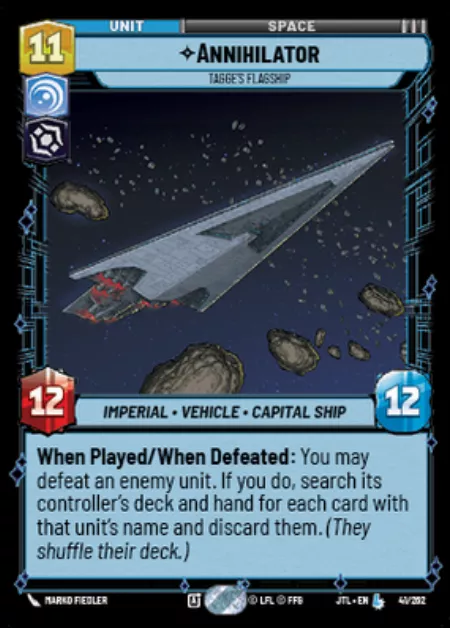 UNIT
SPACE
11
ANNIHILATOR
TAGGE'S FLAGSHIP
12
IMPERIAL • VEHICLE • CAPITAL SHIP
12
When Played/When Defeated: You may
defeat an enemy unit. If you do, search its
controller's deck and hand for each card with
that unit's name and discard them. (They
shuffle their deck.)
MARKO FIEDLER
© LFL © FFG
JTL • EN
41/262